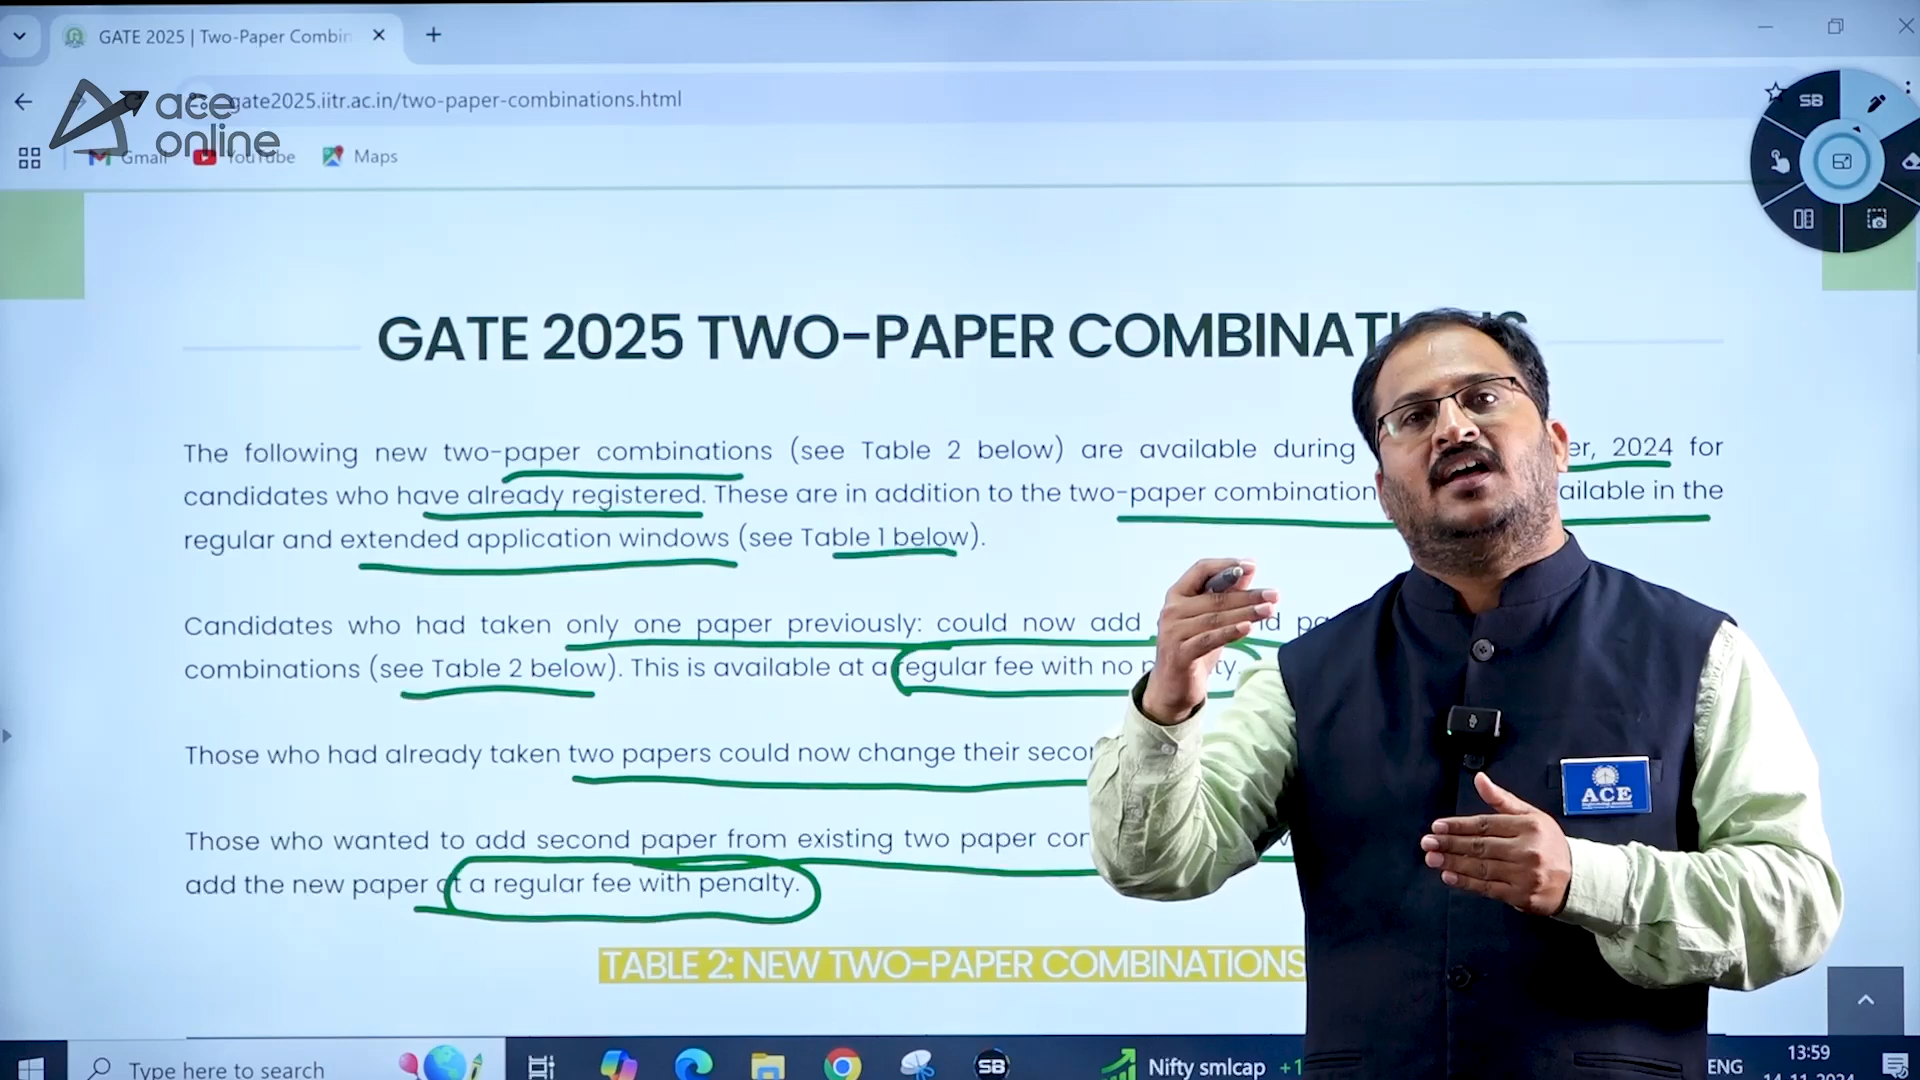 GATE 2025 | Two-Paper Combin
gate2025.iitr.ac.in/two-paper-combinations.html
ace
online
Gmail
YouTube
Maps
SB
GATE 2025 TWO-PAPER COMBINATIONS
The following new two-paper combinations (see Table 2 below) are available during er, 2024 for
candidates who have already registered. These are in addition to the two-paper combination ailable in the
regular and extended application windows (see Table 1 below).
Candidates who had taken only one paper previously: could now add
combinations (see Table 2 below). This is available at a regular fee with no
Those who had already taken two papers could now change their
Those who wanted to add second paper from existing two paper
add the new paper at a regular fee with penalty.
TABLE 2: NEW TWO-PAPER COMBINATIONS
ACE
Type here to search
SB
Nifty smlcap +1
ENG
13:59
14-11-2024